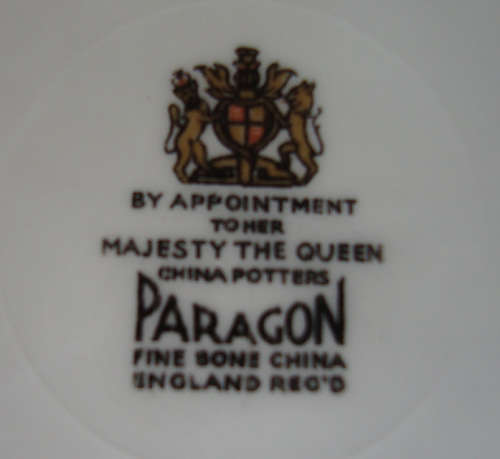 BY APPOINTMENT
TO HER
MAJESTY THE QUEEN
CHINA POTTERS
PARAGON
FINE BONE CHINA
ENGLAND REG'D